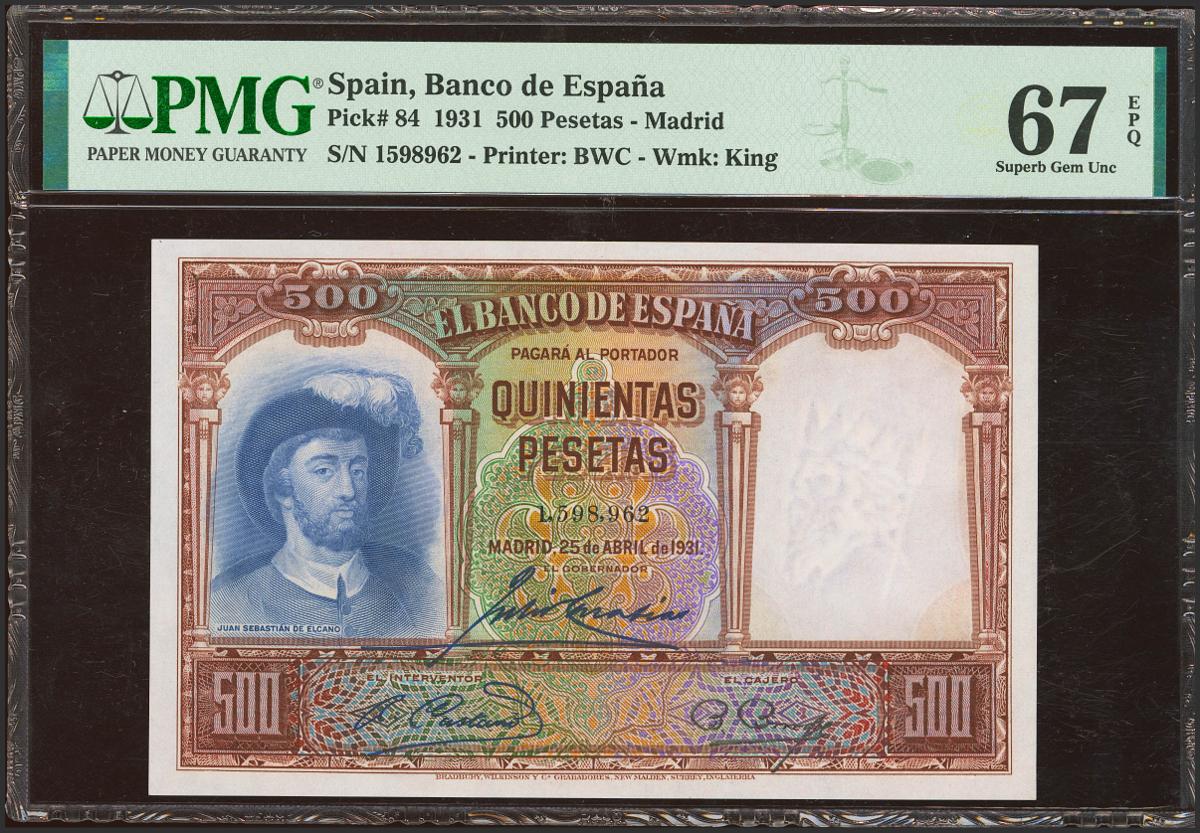 PMG®
PAPER MONEY GUARANTY
Spain, Banco de España
Pick# 84 1931 500 Pesetas - Madrid
S/N 1598962 - Printer: BWC - Wmk: King
67 EPQ
Superb Gem Unc
500 500
EL BANCO DE ESPAÑA
PAGARÁ AL PORTADOR
QUINIENTAS
PESETAS
1,598,962
MADRID 25 de ABRIL de 1931.
EL GOBERNADOR
JUAN SEBASTIÁN DE ELCANO
EL INTERVENTOR EL CAJERO
500 500
BRADBURY, WILKINSON Y Cª GRABADORES, NEW MALDEN, SURREY, INGLATERRA